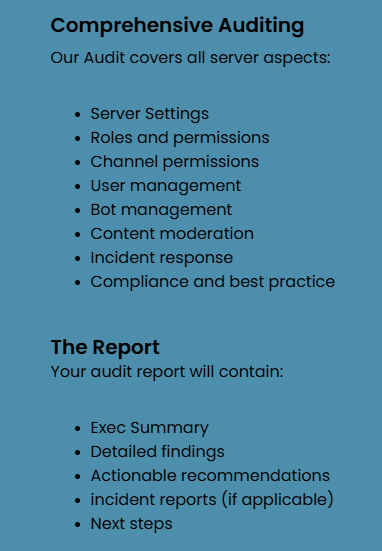 Comprehensive Auditing
Our Audit covers all server aspects:
• Server Settings
• Roles and permissions
• Channel permissions
• User management
• Bot management
• Content moderation
• Incident response
• Compliance and best practice
The Report
Your audit report will contain:
• Exec Summary
• Detailed findings
• Actionable recommendations
• incident reports (if applicable)
• Next steps